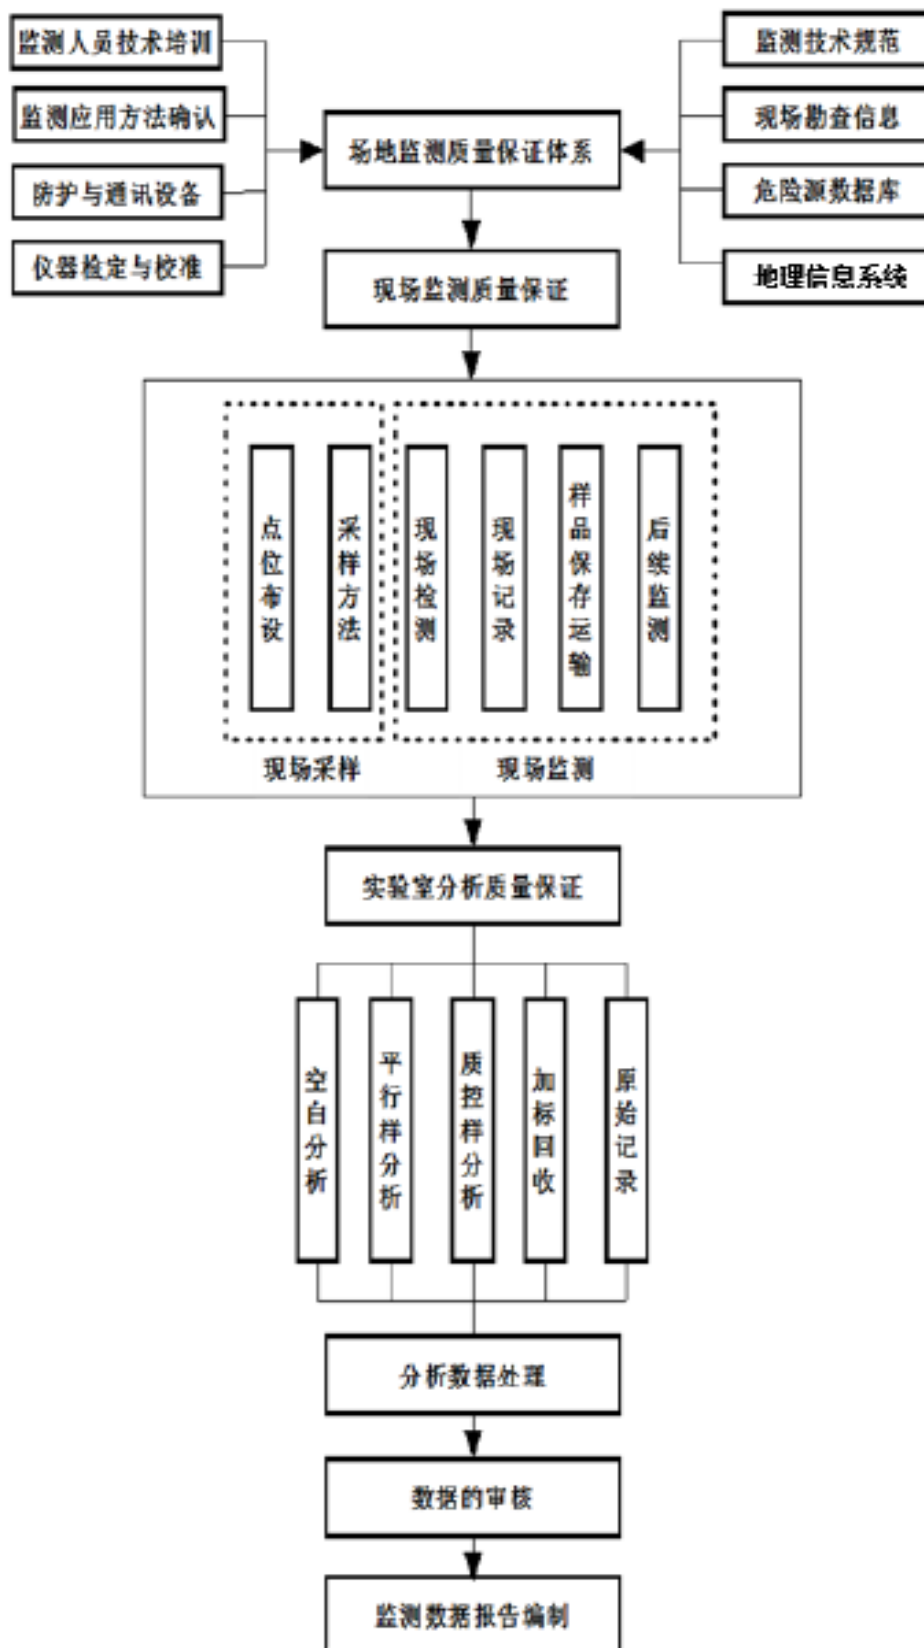 监测人员技术培训
监测应用方法确认
防护与通讯设备
仪器检定与校准
监测技术规范
现场勘查信息
危险源数据库
地理信息系统
场地监测质量保证体系
现场监测质量保证
点位布设
采样方法
现场检测
现场记录
样品保存运输
后续监测
现场采样
现场监测
实验室分析质量保证
空白分析
平行样分析
质控样分析
加标回收
原始记录
分析数据处理
数据的审核
监测数据报告编制